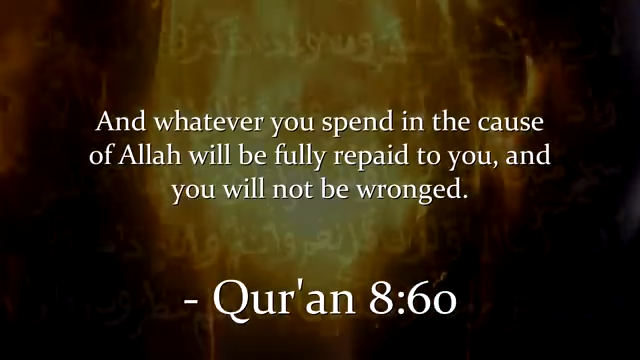 And whatever you spend in the cause
of Allah will be fully repaid to you, and
you will not be wronged.
- Qur'an 8:60